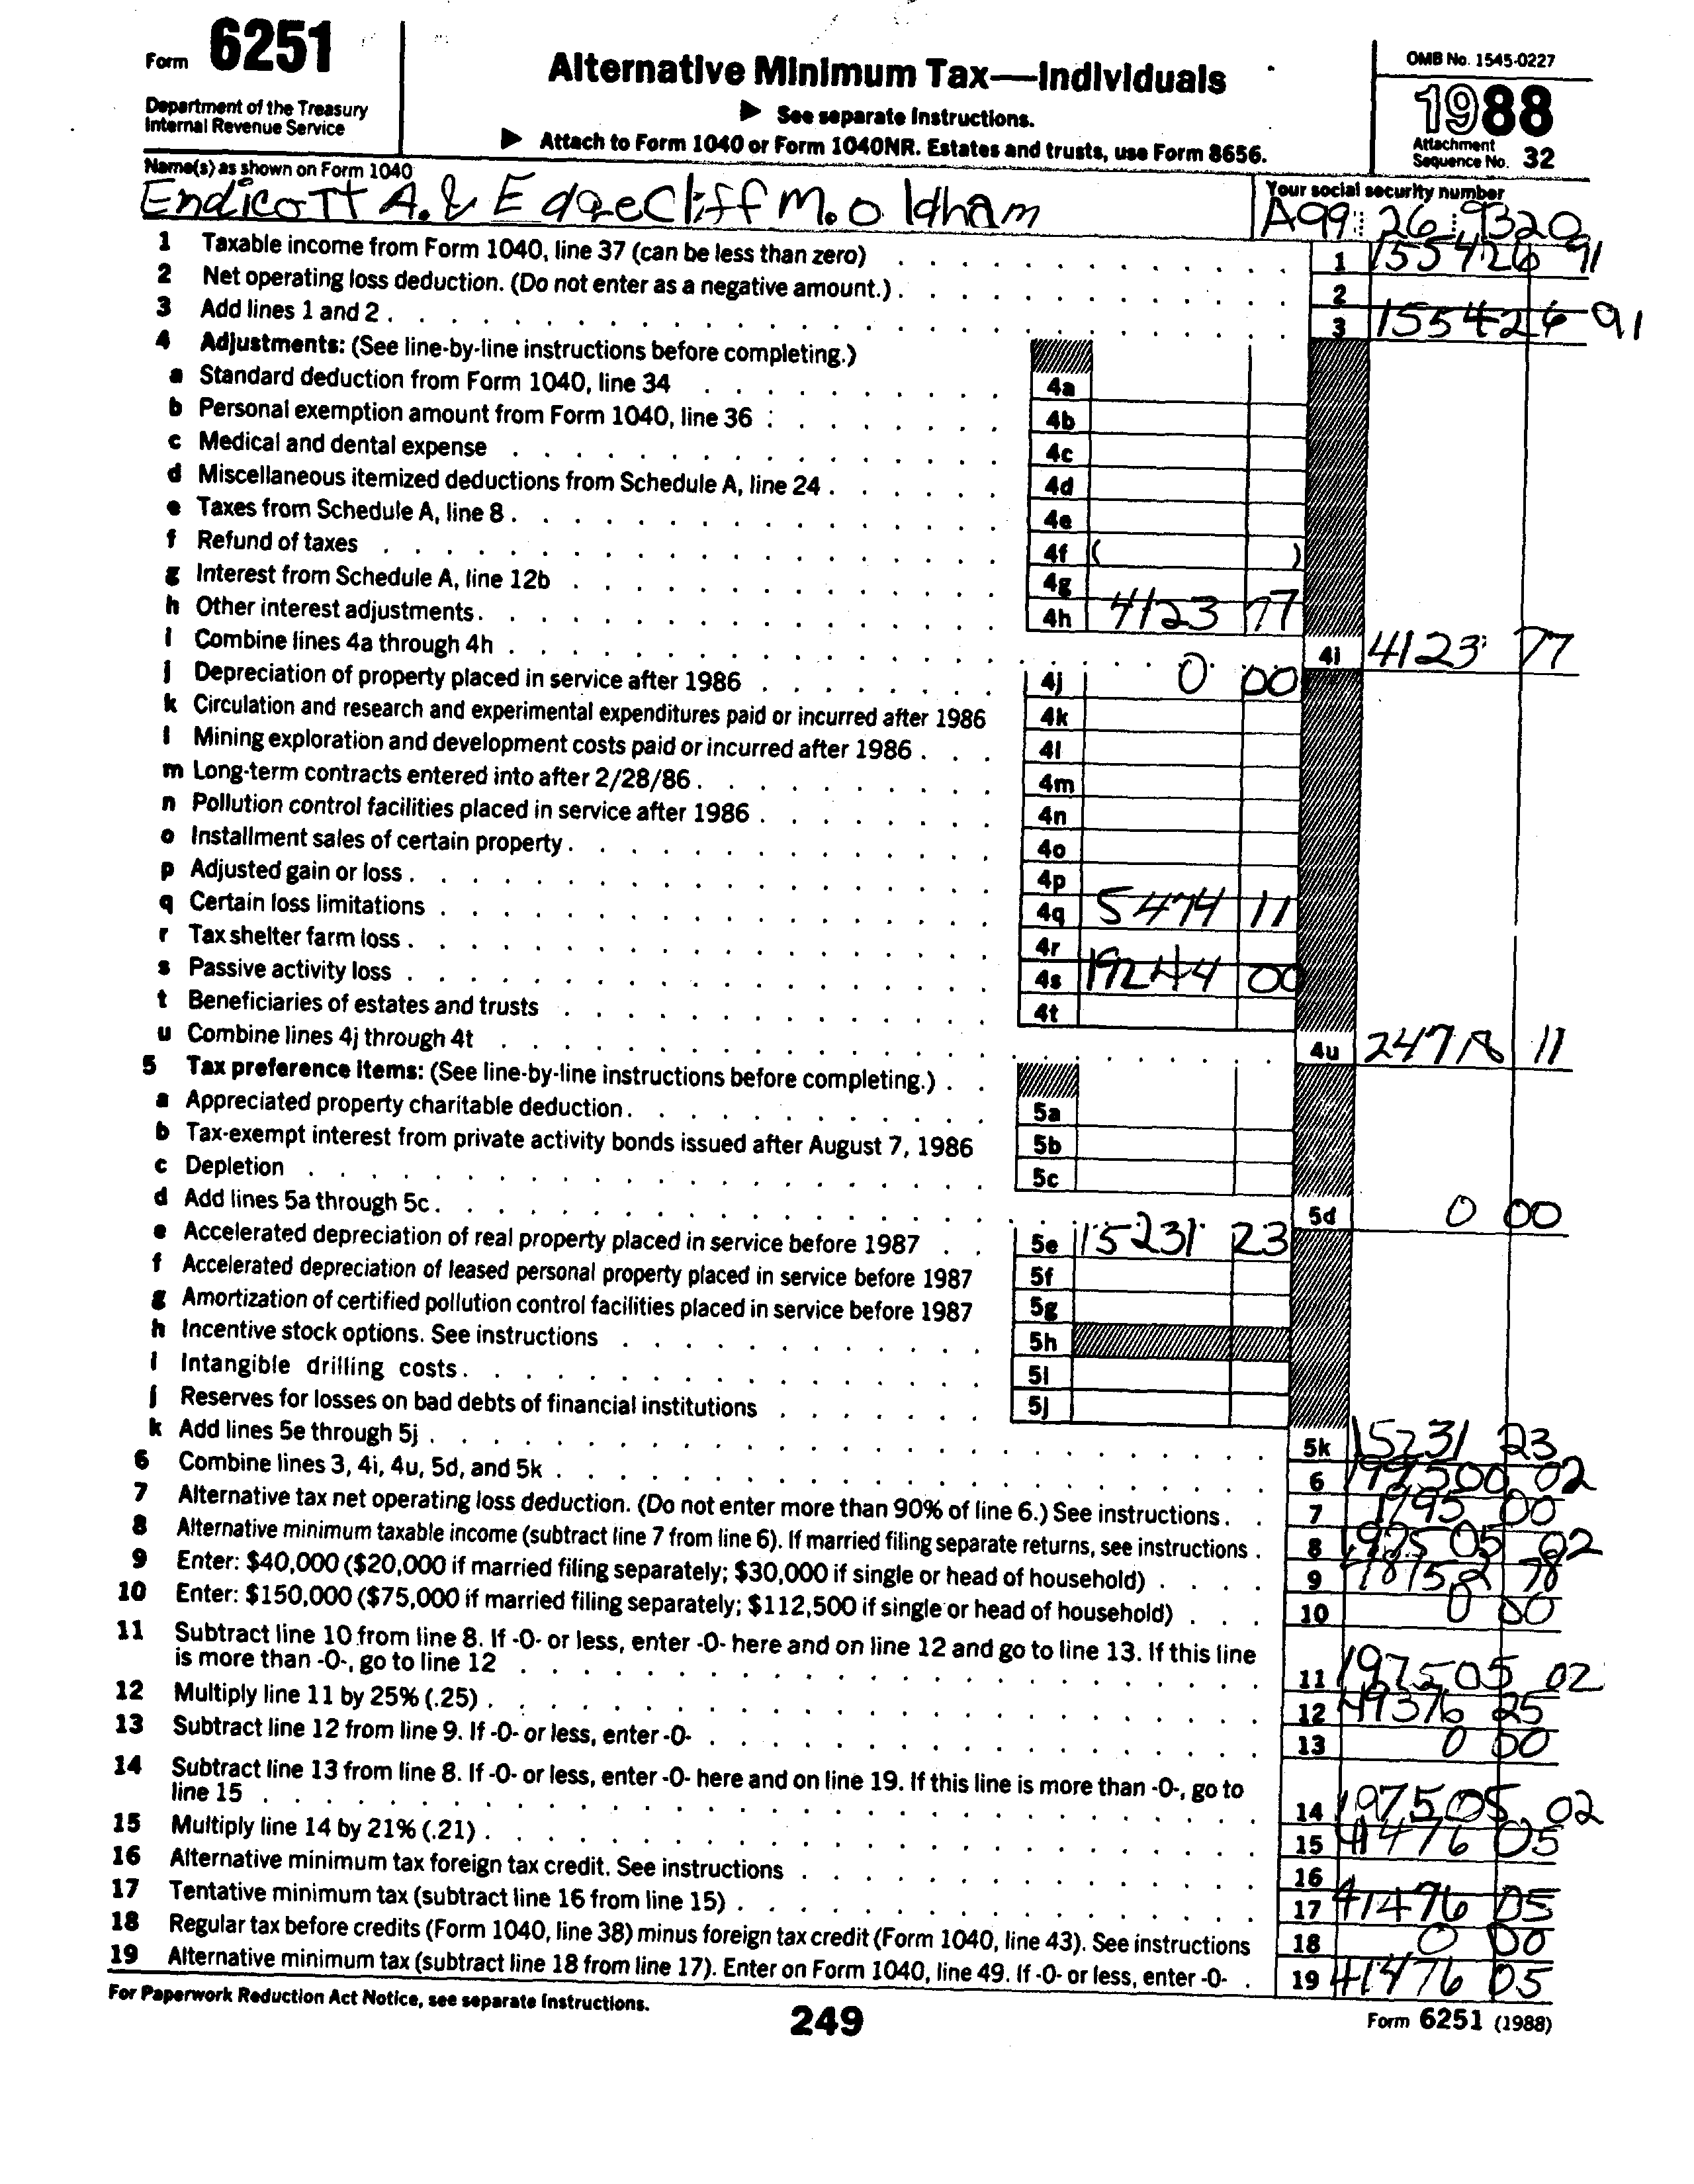 Form 6251
Department of the Treasury
Internal Revenue Service
Alternative Minimum Tax—Individuals
▶ See separate Instructions.
▶ Attach to Form 1040 or Form 1040NR. Estates and trusts, use Form 8656.
OMB No. 1545-0227
1988
Attachment
Sequence No. 32
Name(s) as shown on Form 1040
Endicott A. & Edgecliff M. Oldham
Your social security number
A99 26 9320
1 Taxable income from Form 1040, line 37 (can be less than zero) 1 155426 91
2 Net operating loss deduction. (Do not enter as a negative amount.) 2
3 Add lines 1 and 2 3 155426 91
4 Adjustments: (See line-by-line instructions before completing.)
a Standard deduction from Form 1040, line 34 4a
b Personal exemption amount from Form 1040, line 36 4b
c Medical and dental expense 4c
d Miscellaneous itemized deductions from Schedule A, line 24 4d
e Taxes from Schedule A, line 8 4e
f Refund of taxes 4f ( )
g Interest from Schedule A, line 12b 4g
h Other interest adjustments 4h 4123 77
i Combine lines 4a through 4h 4i 4123 77
j Depreciation of property placed in service after 1986 4j 0 00
k Circulation and research and experimental expenditures paid or incurred after 1986 4k
l Mining exploration and development costs paid or incurred after 1986 4l
m Long-term contracts entered into after 2/28/86 4m
n Pollution control facilities placed in service after 1986 4n
o Installment sales of certain property 4o
p Adjusted gain or loss 4p
q Certain loss limitations 4q 5474 11
r Tax shelter farm loss 4r
s Passive activity loss 4s 19244 00
t Beneficiaries of estates and trusts 4t
u Combine lines 4j through 4t 4u 24718 11
5 Tax preference items: (See line-by-line instructions before completing.)
a Appreciated property charitable deduction 5a
b Tax-exempt interest from private activity bonds issued after August 7, 1986 5b
c Depletion 5c
d Add lines 5a through 5c 5d 0 00
e Accelerated depreciation of real property placed in service before 1987 5e 15231 23
f Accelerated depreciation of leased personal property placed in service before 1987 5f
g Amortization of certified pollution control facilities placed in service before 1987 5g
h Incentive stock options. See instructions 5h
i Intangible drilling costs 5i
j Reserves for losses on bad debts of financial institutions 5j
k Add lines 5e through 5j 5k 15231 23
6 Combine lines 3, 4i, 4u, 5d, and 5k 6 199500 02
7 Alternative tax net operating loss deduction. (Do not enter more than 90% of line 6.) See instructions 7 1995 00
8 Alternative minimum taxable income (subtract line 7 from line 6). If married filing separate returns, see instructions 8 197505 02
9 Enter: $40,000 ($20,000 if married filing separately; $30,000 if single or head of household) 9
10 Enter: $150,000 ($75,000 if married filing separately; $112,500 if single or head of household) 10 0 00
11 Subtract line 10 from line 8. If -0- or less, enter -0- here and on line 12 and go to line 13. If this line
is more than -0-, go to line 12 11 197505 02
12 Multiply line 11 by 25% (.25) 12 49376 25
13 Subtract line 12 from line 9. If -0- or less, enter -0- 13 0 00
14 Subtract line 13 from line 8. If -0- or less, enter -0- here and on line 19. If this line is more than -0-, go to
line 15 14 197505 02
15 Multiply line 14 by 21% (.21) 15 41476 05
16 Alternative minimum tax foreign tax credit. See instructions 16
17 Tentative minimum tax (subtract line 16 from line 15) 17 41476 05
18 Regular tax before credits (Form 1040, line 38) minus foreign tax credit (Form 1040, line 43). See instructions 18 0 00
19 Alternative minimum tax (subtract line 18 from line 17). Enter on Form 1040, line 49. If -0- or less, enter -0- 19 41476 05
For Paperwork Reduction Act Notice, see separate Instructions.
249
Form 6251 (1988)